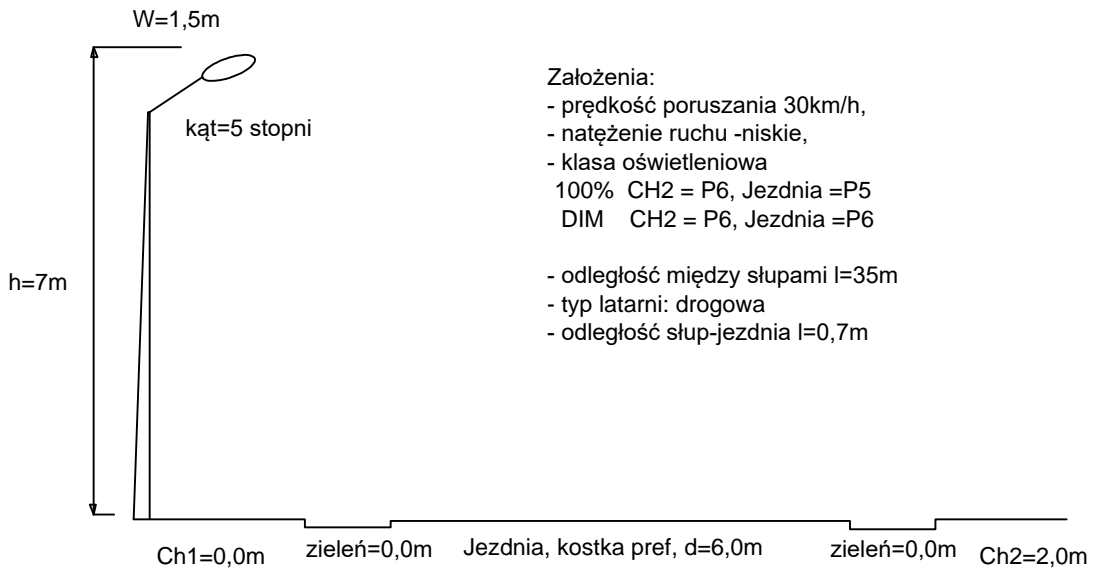 W=1,5m
kąt=5 stopni
h=7m
Założenia:
- prędkość poruszania 30km/h,
- natężenie ruchu -niskie,
- klasa oświetleniowa
100% CH2 = P6, Jezdnia =P5
DIM CH2 = P6, Jezdnia =P6
- odległość między słupami l=35m
- typ latarni: drogowa
- odległość słup-jezdnia l=0,7m
Ch1=0,0m
zieleń=0,0m
Jezdnia, kostka pref, d=6,0m
zieleń=0,0m
Ch2=2,0m